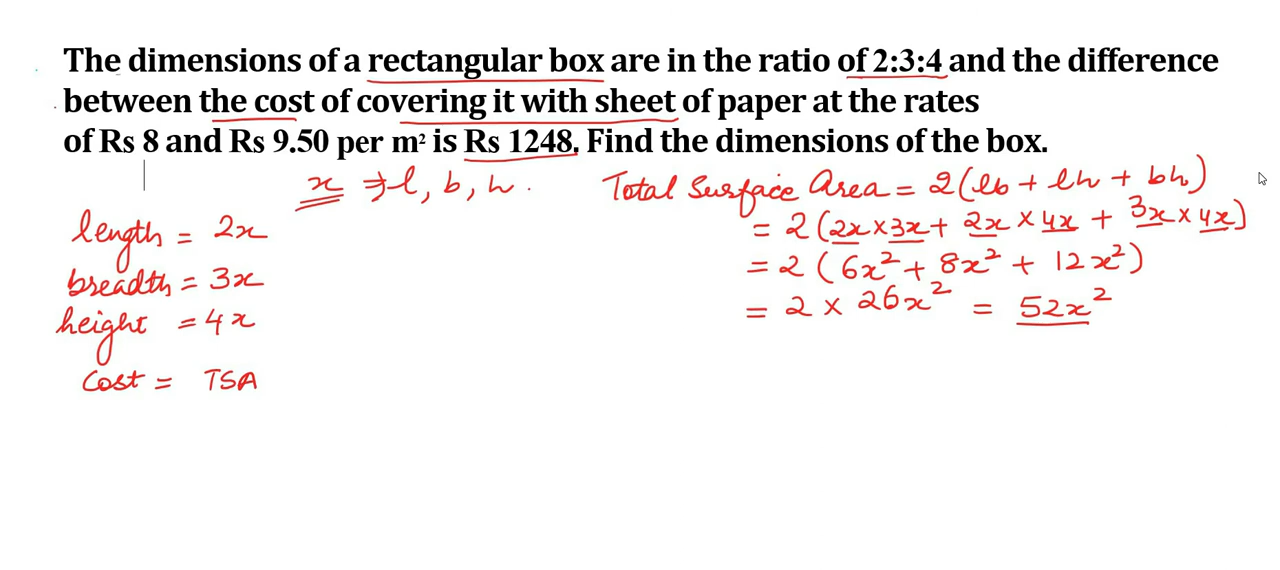 The dimensions of a rectangular box are in the ratio of 2:3:4 and the difference
between the cost of covering it with sheet of paper at the rates
of Rs 8 and Rs 9.50 per m² is Rs 1248. Find the dimensions of the box.
x ⇒ l, b, h.
Total Surface Area = 2(lb + lh + bh)
= 2(2x × 3x + 2x × 4x + 3x × 4x)
= 2(6x² + 8x² + 12x²)
= 2 × 26x² = 52x²
length = 2x
breadth = 3x
height = 4x
Cost = TSA